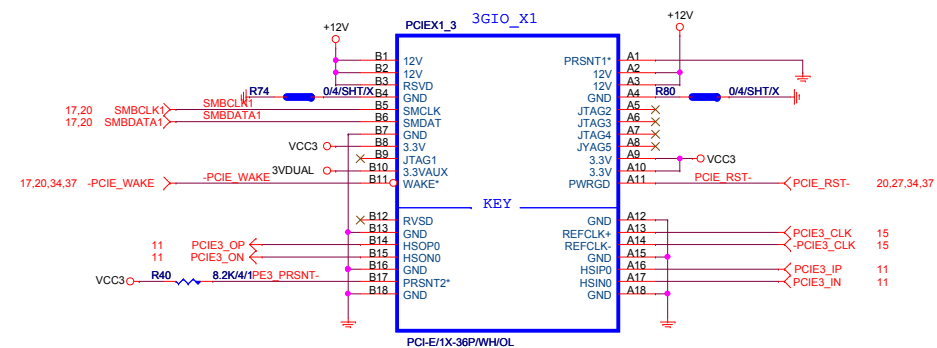 3GIO_X1
PCIEX1_3
+12V
+12V
B1 12V PRSNT1* A1
B2 12V 12V A2
B3 RSVD 12V A3
R74 0/4/SHT/X B4 GND GND A4 R80 0/4/SHT/X
17,20 SMBCLK1 SMBCLK1 B5 SMCLK JTAG2 A5
17,20 SMBDATA1 SMBDATA1 B6 SMDAT JTAG3 A6
B7 GND JTAG4 A7
VCC3 B8 3.3V JYAG5 A8
B9 JTAG1 3.3V A9 VCC3
3VDUAL B10 3.3VAUX 3.3V A10
17,20,34,37 -PCIE_WAKE -PCIE_WAKE B11 WAKE* PWRGD A11 PCIE_RST- PCIE_RST- 20,27,34,37
KEY
B12 RVSD GND A12
B13 GND REFCLK+ A13 PCIE3_CLK 15
11 PCIE3_OP B14 HSOP0 REFCLK- A14 -PCIE3_CLK 15
11 PCIE3_ON B15 HSON0 GND A15
B16 GND HSIP0 A16 PCIE3_IP 11
VCC3 R40 8.2K/4/1 PE3_PRSNT- B17 PRSNT2* HSIN0 A17 PCIE3_IN 11
B18 GND GND A18
PCI-E/1X-36P/WH/OL